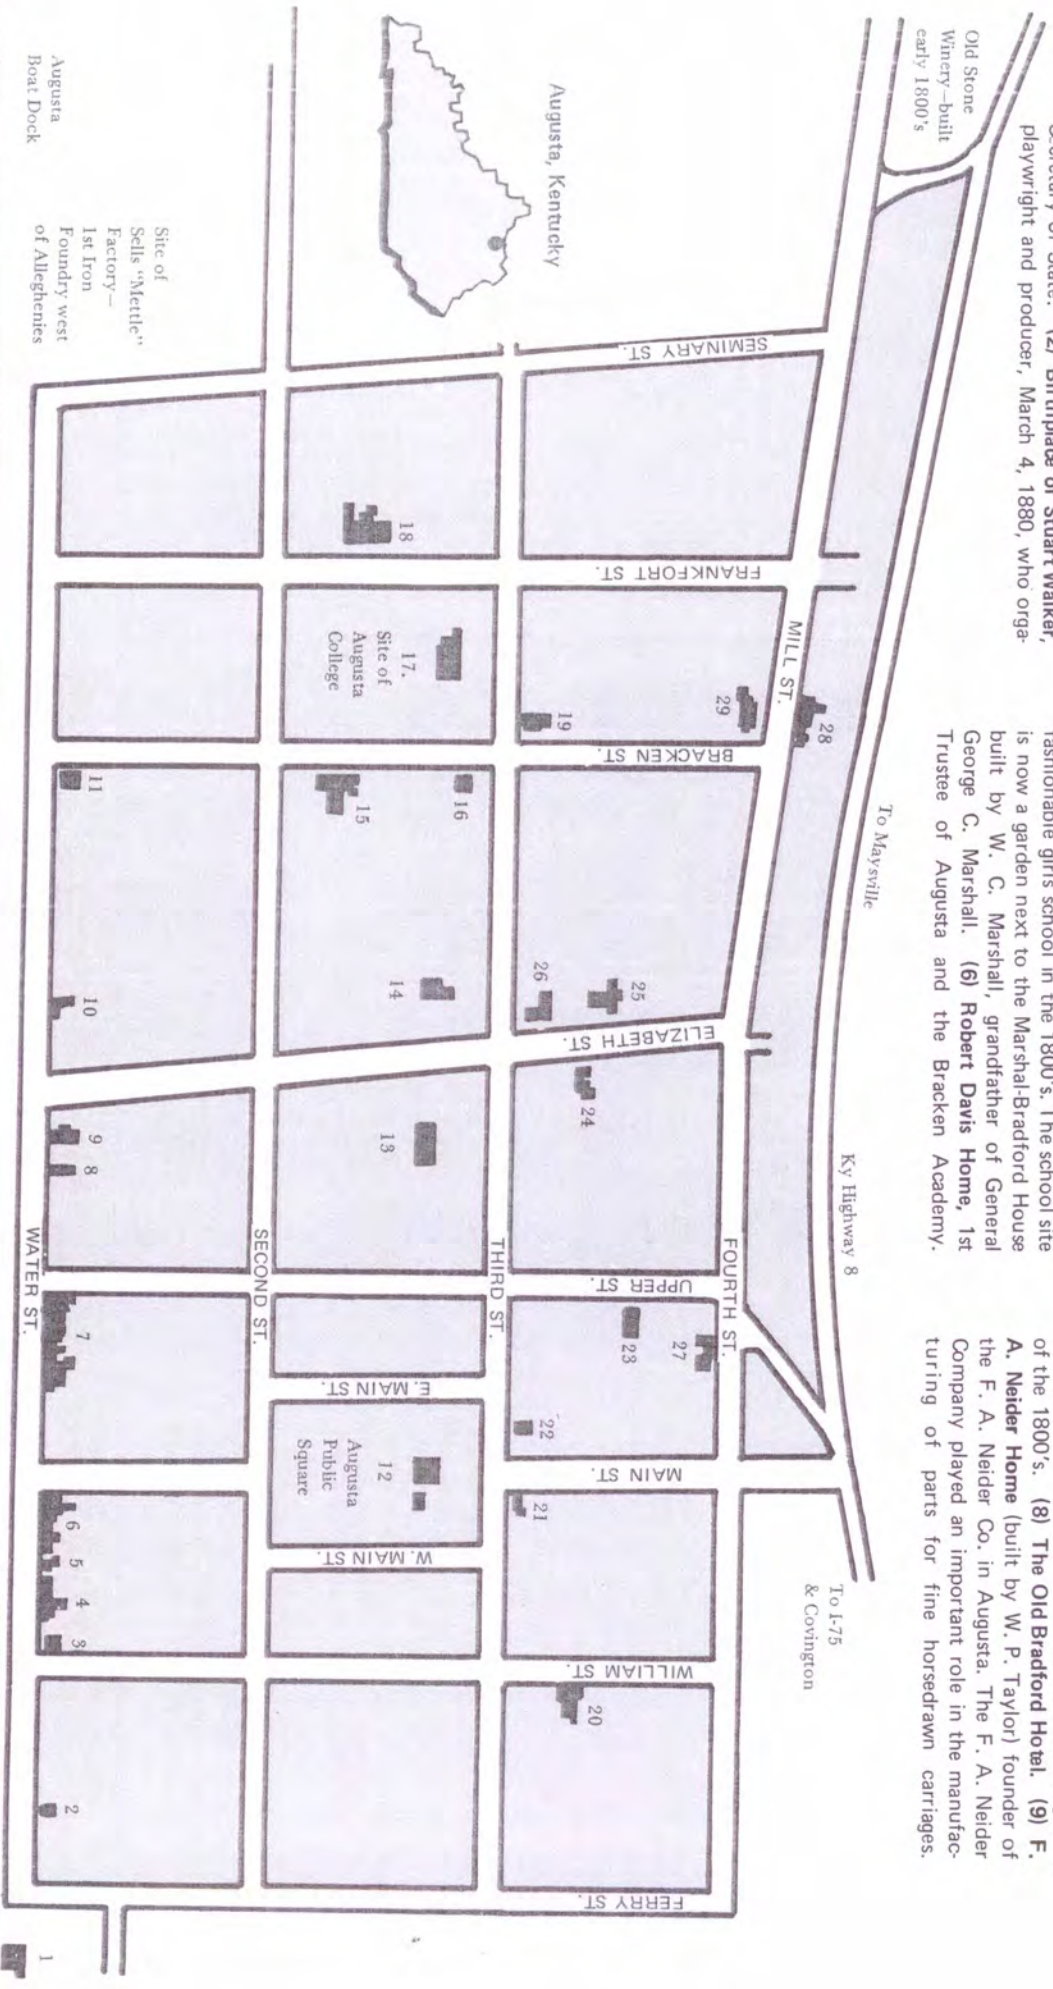 Secretary of State. (2) Birthplace of Stuart Walker,
playwright and producer, March 4, 1880, who orga-
fashionable girls school in the 1800's. The school site
is now a garden next to the Marshal-Bradford House
built by W. C. Marshall, grandfather of General
George C. Marshall. (6) Robert Davis Home, 1st
Trustee of Augusta and the Bracken Academy.
of the 1800's. (8) The Old Bradford Hotel. (9) F.
A. Neider Home (built by W. P. Taylor) founder of
the F. A. Neider Co. in Augusta. The F. A. Neider
Company played an important role in the manufac-
turing of parts for fine horsedrawn carriages.
Old Stone
Winery—built
early 1800's
To Maysville
Ky Highway 8
To I-75
& Covington
Augusta, Kentucky
SEMINARY ST.
FRANKFORT ST.
MILL ST.
BRACKEN ST.
ELIZABETH ST.
FOURTH ST.
UPPER ST.
MAIN ST.
WILLIAM ST.
FERRY ST.
THIRD ST.
E. MAIN ST.
W. MAIN ST.
SECOND ST.
WATER ST.
28
29
19
25
26
24
27
23
22
21
20
18
17.
Site of
Augusta
College
16
15
14
13
12
Augusta
Public
Square
11
10
9
8
7
6
5
4
3
2
1
Site of
Sells "Mettle"
Factory—
1st Iron
Foundry west
of Alleghenies
Augusta
Boat Dock